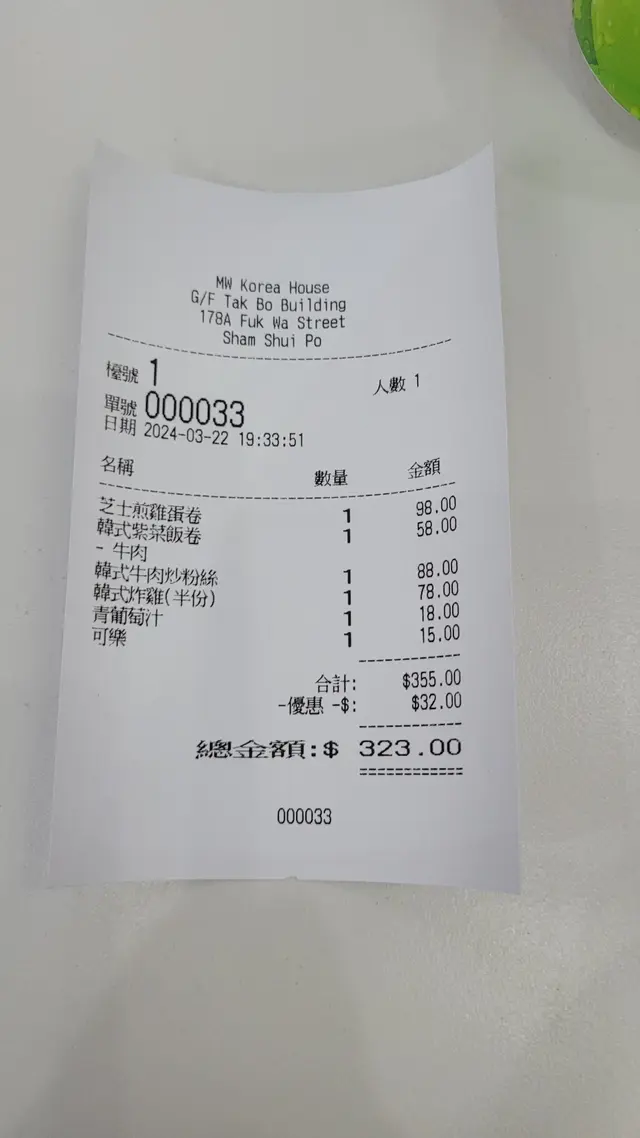 MW Korea House
G/F Tak Bo Building
178A Fuk Wa Street
Sham Shui Po
檯號 1 人數 1
單號 000033
日期 2024-03-22 19:33:51
名稱 數量 金額
芝士煎雞蛋卷 1 98.00
韓式紫菜飯卷 1 58.00
- 牛肉
韓式牛肉炒粉絲 1 88.00
韓式炸雞(半份) 1 78.00
青葡萄汁 1 18.00
可樂 1 15.00
合計: $355.00
-優惠 -$: $32.00
總金額:$ 323.00
000033